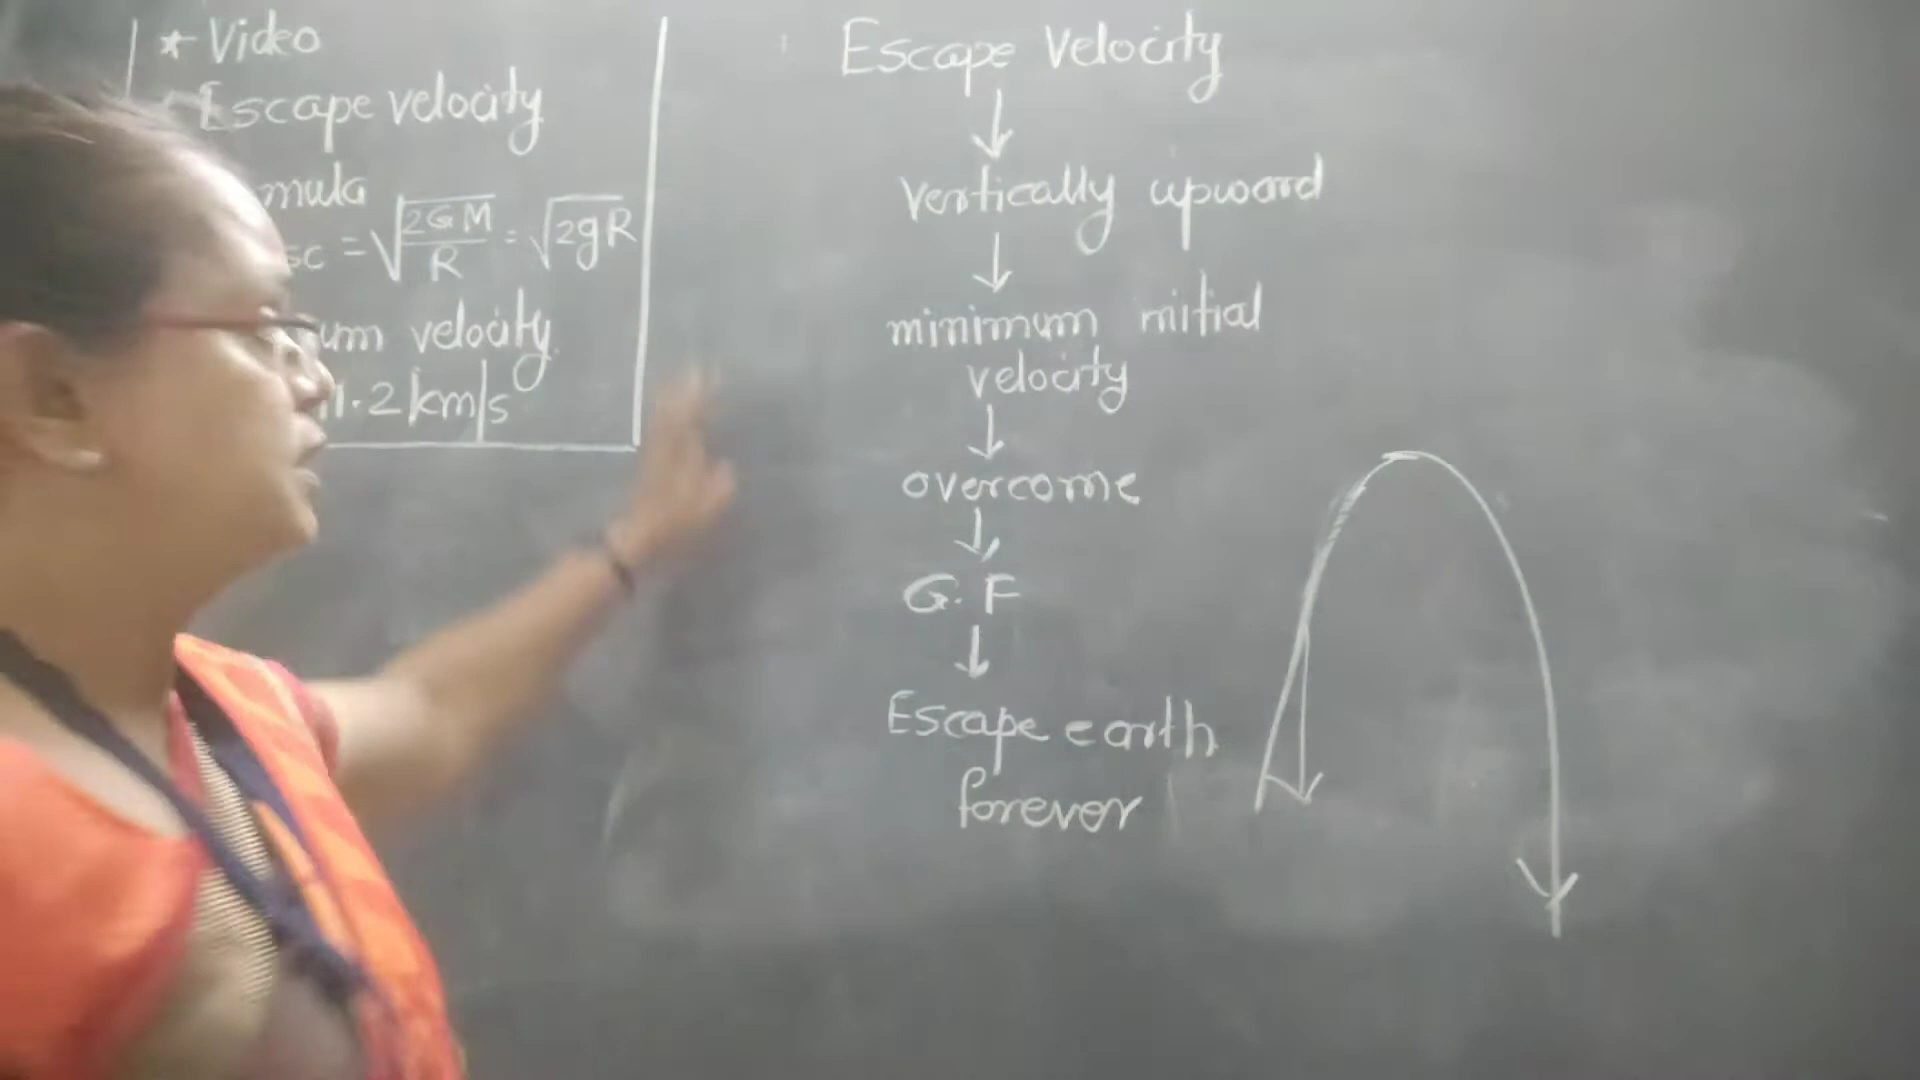 ★ Video
Escape velocity
mula
sc = √2GM/R = √2gR
um velocity
11.2 km/s
Escape Velocity
↓
vertically upward
↓
minimum initial
velocity
↓
overcome
↓
G.F
↓
Escape earth
forever